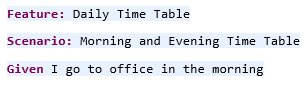 Feature: Daily Time Table
Scenario: Morning and Evening Time Table
Given I go to office in the morning